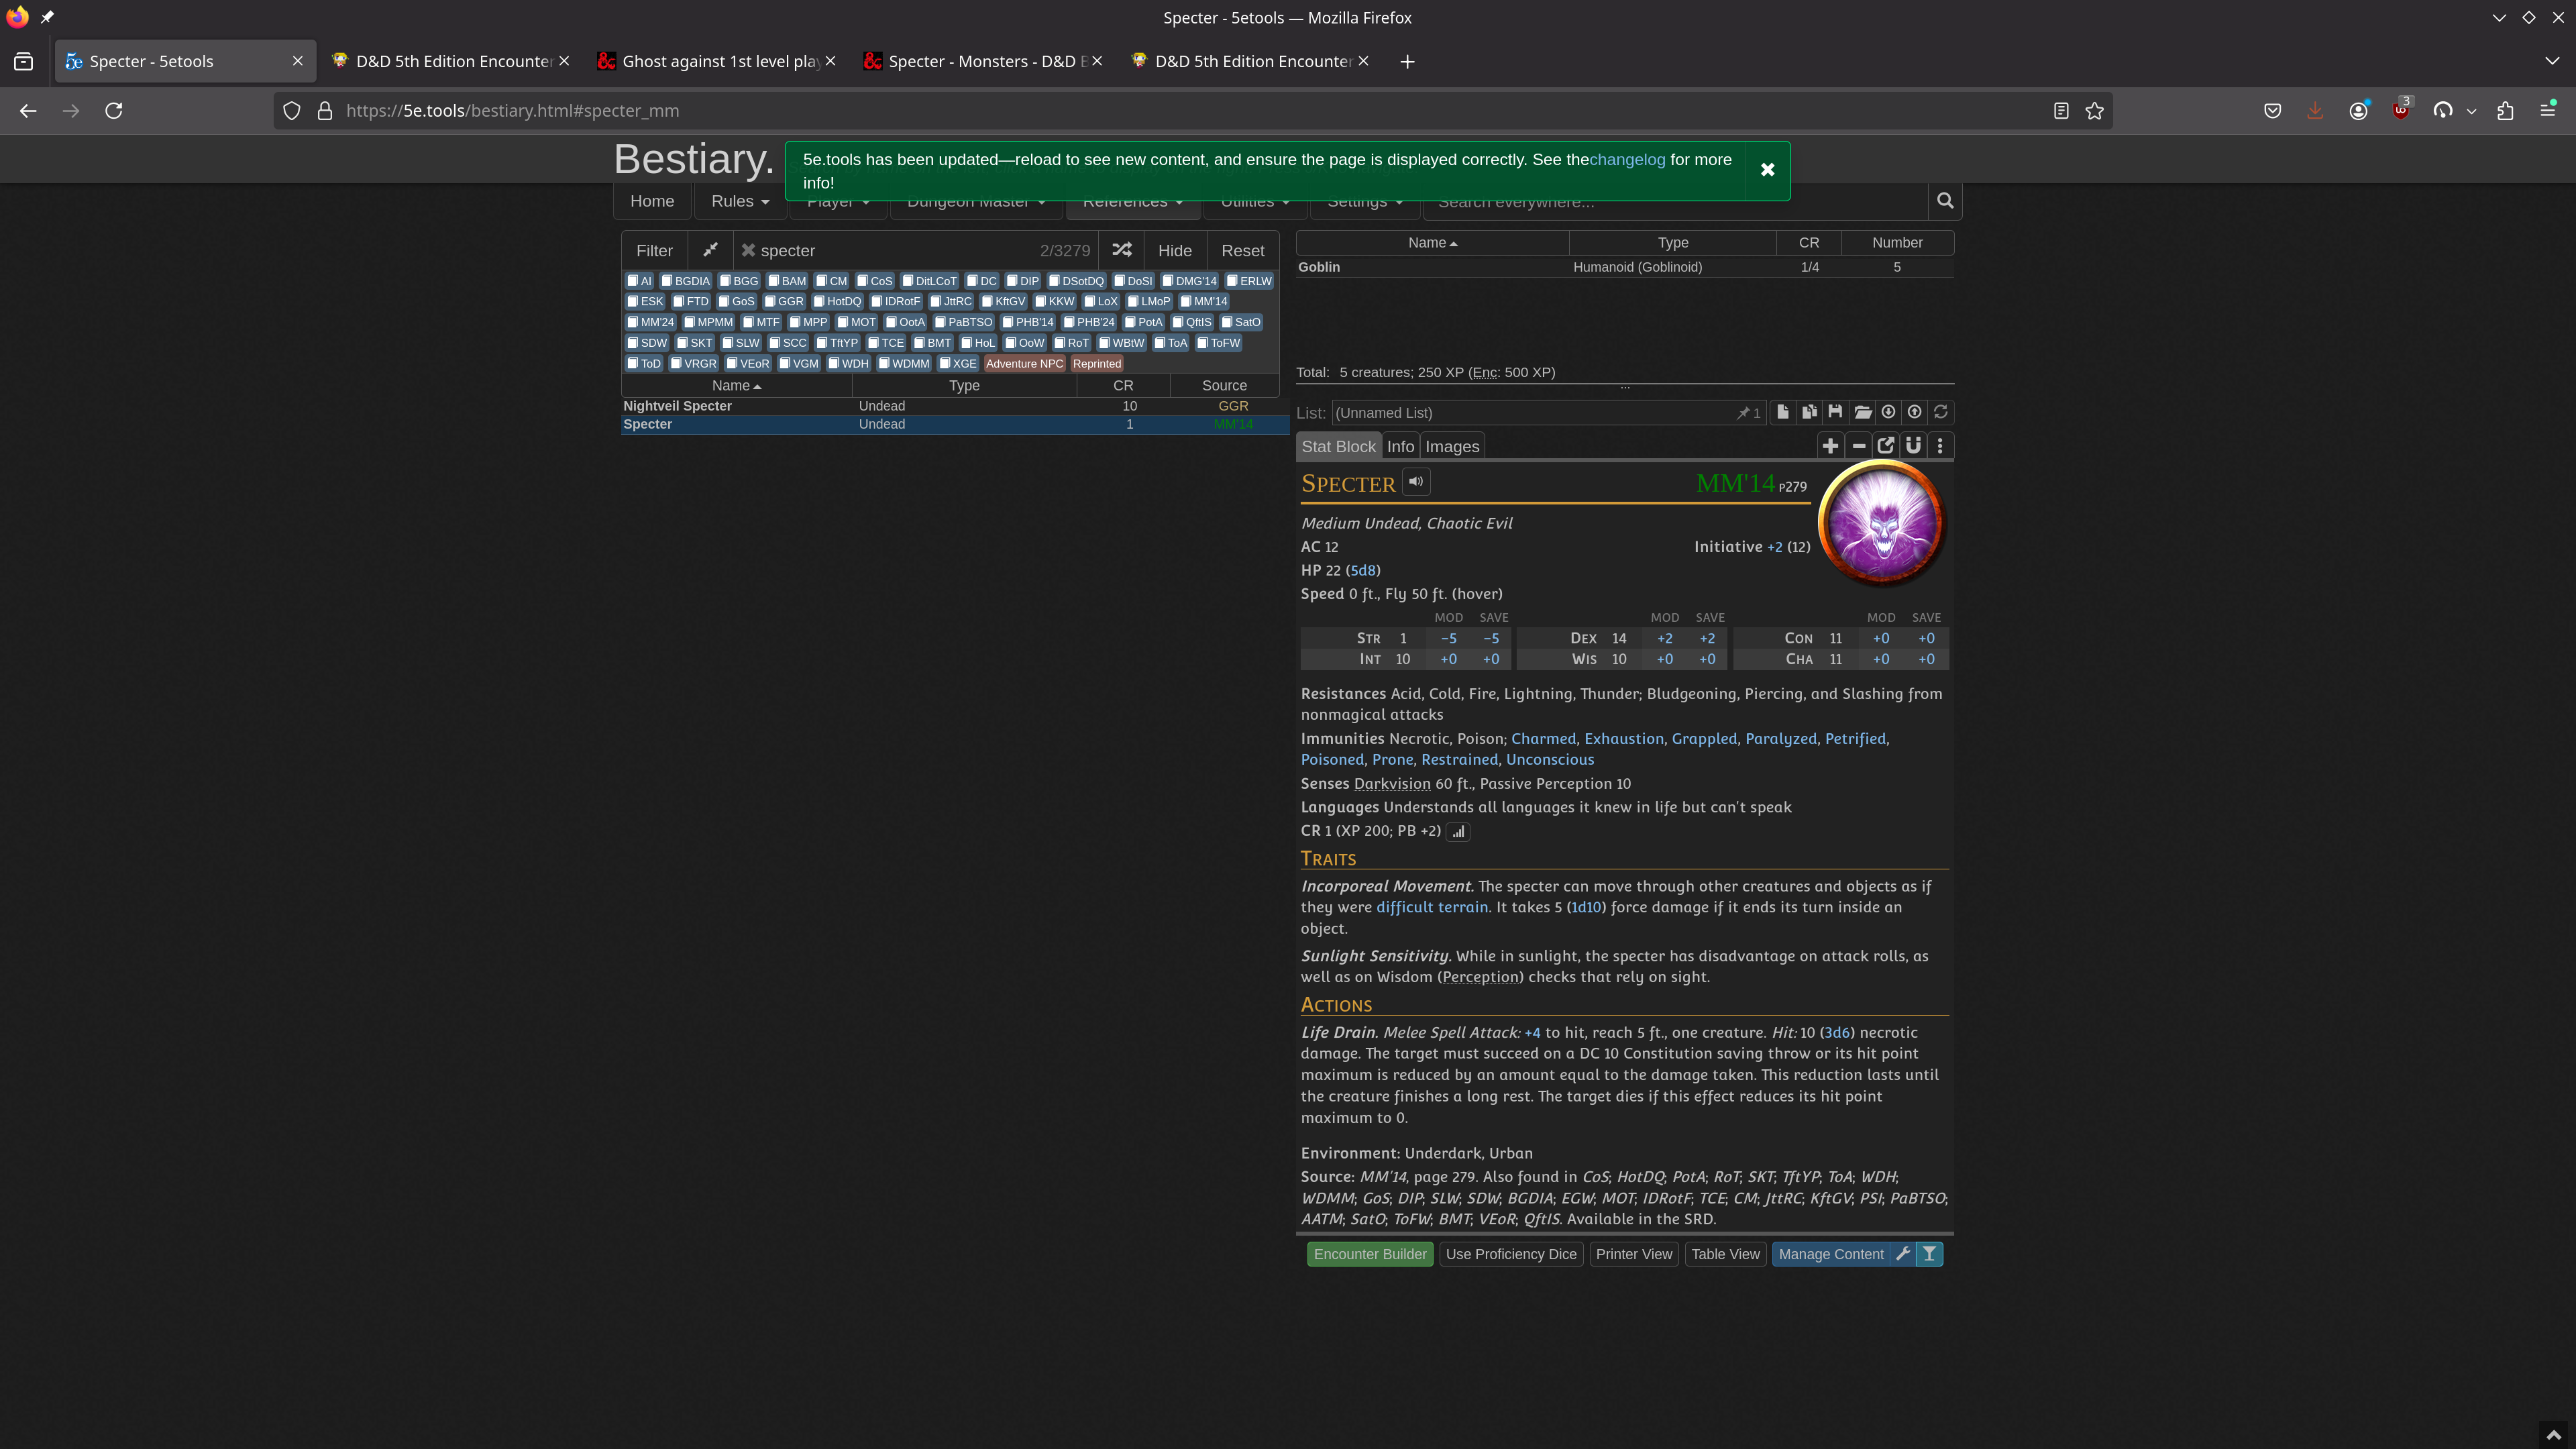 Specter - 5etools — Mozilla Firefox
Specter - 5etools
D&D 5th Edition Encounter
Ghost against 1st level pla
Specter - Monsters - D&D B
D&D 5th Edition Encounter
https://5e.tools/bestiary.html#specter_mm
3
Bestiary.
5e.tools has been updated—reload to see new content, and ensure the page is displayed correctly. See thechangelog for more
info!
Home Rules Player Dungeon Master References Utilities Settings Search everywhere...
Filter specter 2/3279 Hide Reset
AI BGDIA BGG BAM CM CoS DitLCoT DC DIP DSotDQ DoSI DMG'14 ERLW
ESK FTD GoS GGR HotDQ IDRotF JttRC KftGV KKW LoX LMoP MM'14
MM'24 MPMM MTF MPP MOT OotA PaBTSO PHB'14 PHB'24 PotA QftIS SatO
SDW SKT SLW SCC TftYP TCE BMT HoL OoW RoT WBtW ToA ToFW
ToD VRGR VEoR VGM WDH WDMM XGE Adventure NPC Reprinted
Name Type CR Source
Nightveil Specter Undead 10 GGR
Specter Undead 1 MM'14
Name Type CR Number
Goblin Humanoid (Goblinoid) 1/4 5
Total: 5 creatures; 250 XP (Enc: 500 XP)
...
List: (Unnamed List) 1
Stat Block Info Images
Specter MM'14 p279
Medium Undead, Chaotic Evil
AC 12 Initiative +2 (12)
HP 22 (5d8)
Speed 0 ft., Fly 50 ft. (hover)
MOD SAVE MOD SAVE MOD SAVE
Str 1 −5 −5 Dex 14 +2 +2 Con 11 +0 +0
Int 10 +0 +0 Wis 10 +0 +0 Cha 11 +0 +0
Resistances Acid, Cold, Fire, Lightning, Thunder; Bludgeoning, Piercing, and Slashing from
nonmagical attacks
Immunities Necrotic, Poison; Charmed, Exhaustion, Grappled, Paralyzed, Petrified,
Poisoned, Prone, Restrained, Unconscious
Senses Darkvision 60 ft., Passive Perception 10
Languages Understands all languages it knew in life but can't speak
CR 1 (XP 200; PB +2)
Traits
Incorporeal Movement. The specter can move through other creatures and objects as if
they were difficult terrain. It takes 5 (1d10) force damage if it ends its turn inside an
object.
Sunlight Sensitivity. While in sunlight, the specter has disadvantage on attack rolls, as
well as on Wisdom (Perception) checks that rely on sight.
Actions
Life Drain. Melee Spell Attack: +4 to hit, reach 5 ft., one creature. Hit: 10 (3d6) necrotic
damage. The target must succeed on a DC 10 Constitution saving throw or its hit point
maximum is reduced by an amount equal to the damage taken. This reduction lasts until
the creature finishes a long rest. The target dies if this effect reduces its hit point
maximum to 0.
Environment: Underdark, Urban
Source: MM'14, page 279. Also found in CoS; HotDQ; PotA; RoT; SKT; TftYP; ToA; WDH;
WDMM; GoS; DIP; SLW; SDW; BGDIA; EGW; MOT; IDRotF; TCE; CM; JttRC; KftGV; PSI; PaBTSO;
AATM; SatO; ToFW; BMT; VEoR; QftIS. Available in the SRD.
Encounter Builder Use Proficiency Dice Printer View Table View Manage Content